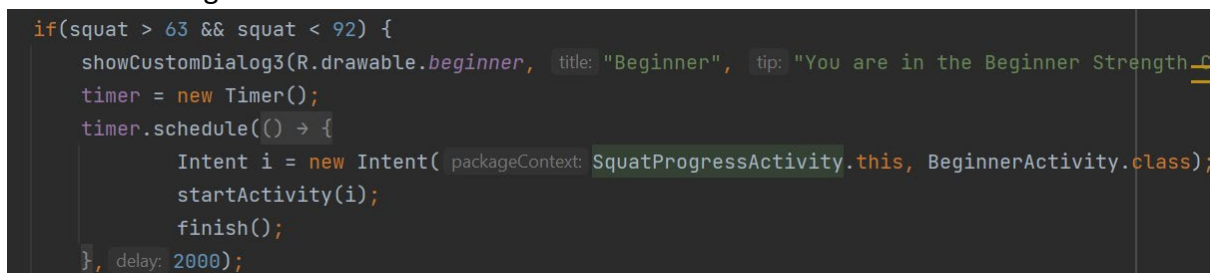 if(squat > 63 && squat < 92) {
showCustomDialog3(R.drawable.beginner, title: "Beginner", tip: "You are in the Beginner Strength
timer = new Timer();
timer.schedule(() → {
Intent i = new Intent( packageContext: SquatProgressActivity.this, BeginnerActivity.class);
startActivity(i);
finish();
}, delay: 2000);